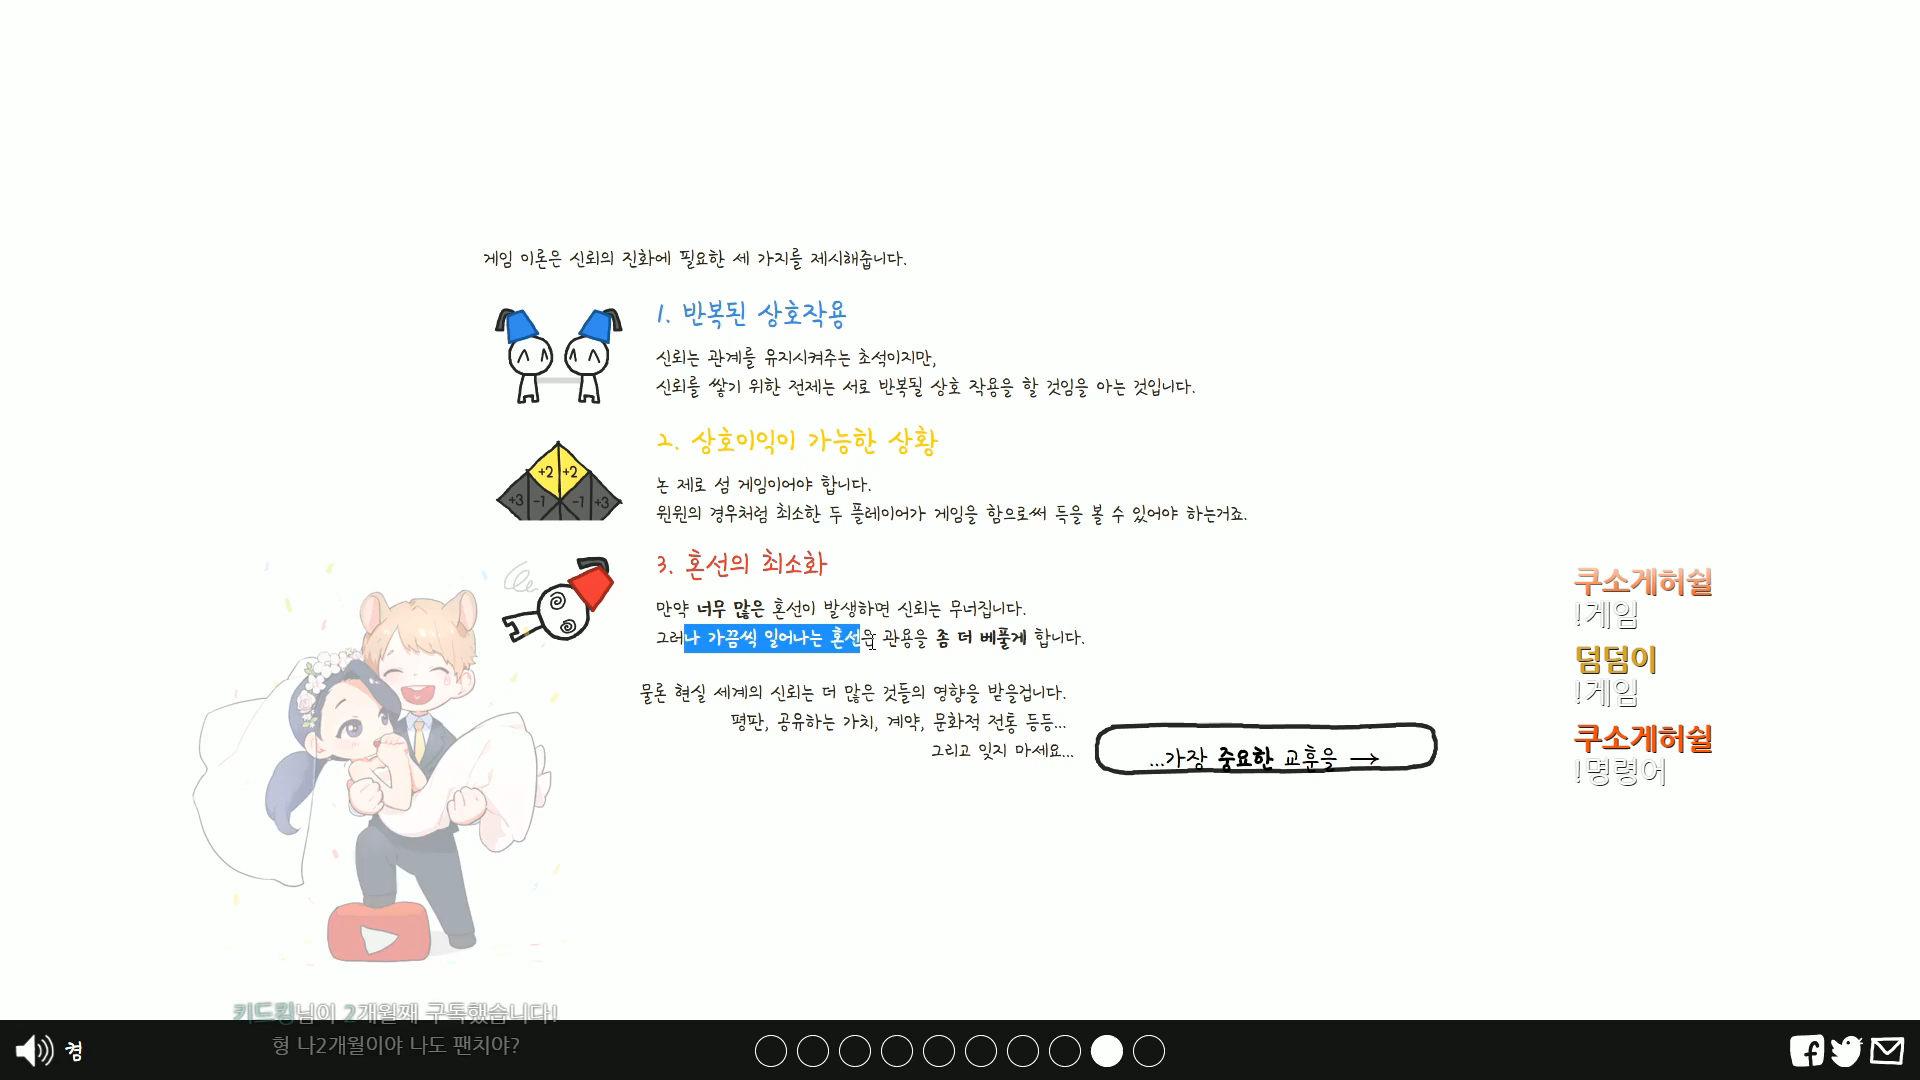 게임 이론은 신뢰의 진화에 필요한 세 가지를 제시해줍니다.
1. 반복된 상호작용
신뢰는 관계를 유지시켜주는 초석이지만,
신뢰를 쌓기 위한 전제는 서로 반복될 상호 작용을 할 것임을 아는 것입니다.
2. 상호이익이 가능한 상황
+2 +2
+3 -1 -1 +3
논 제로 섬 게임이어야 합니다.
윈윈의 경우처럼 최소한 두 플레이어가 게임을 함으로써 득을 볼 수 있어야 하는거죠.
3. 혼선의 최소화
만약 너무 많은 혼선이 발생하면 신뢰는 무너집니다.
그러나 가끔씩 일어나는 혼선은 관용을 좀 더 베풀게 합니다.
물론 현실 세계의 신뢰는 더 많은 것들의 영향을 받을겁니다.
평판, 공유하는 가치, 계약, 문화적 전통 등등...
그리고 잊지 마세요...
...가장 중요한 교훈을 →
쿠소게허쉴
!게임
덤덤이
!게임
쿠소게허쉴
!명령어
키드킹님이 2개월째 구독했습니다!
형 나2개월이야 나도 팬치야?
켬